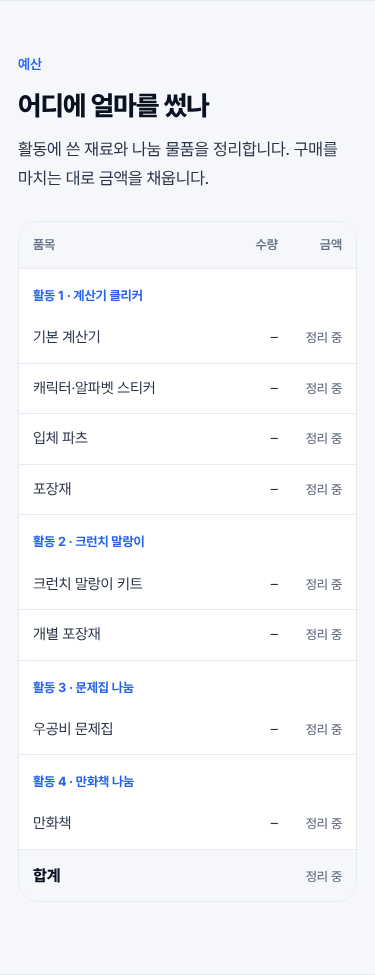 예산
어디에 얼마를 썼나
활동에 쓴 재료와 나눔 물품을 정리합니다. 구매를
마치는 대로 금액을 채웁니다.
품목 수량 금액
활동 1 · 계산기 클리커
기본 계산기 – 정리 중
캐릭터·알파벳 스티커 – 정리 중
입체 파츠 – 정리 중
포장재 – 정리 중
활동 2 · 크런치 말랑이
크런치 말랑이 키트 – 정리 중
개별 포장재 – 정리 중
활동 3 · 문제집 나눔
우공비 문제집 – 정리 중
활동 4 · 만화책 나눔
만화책 – 정리 중
합계 정리 중